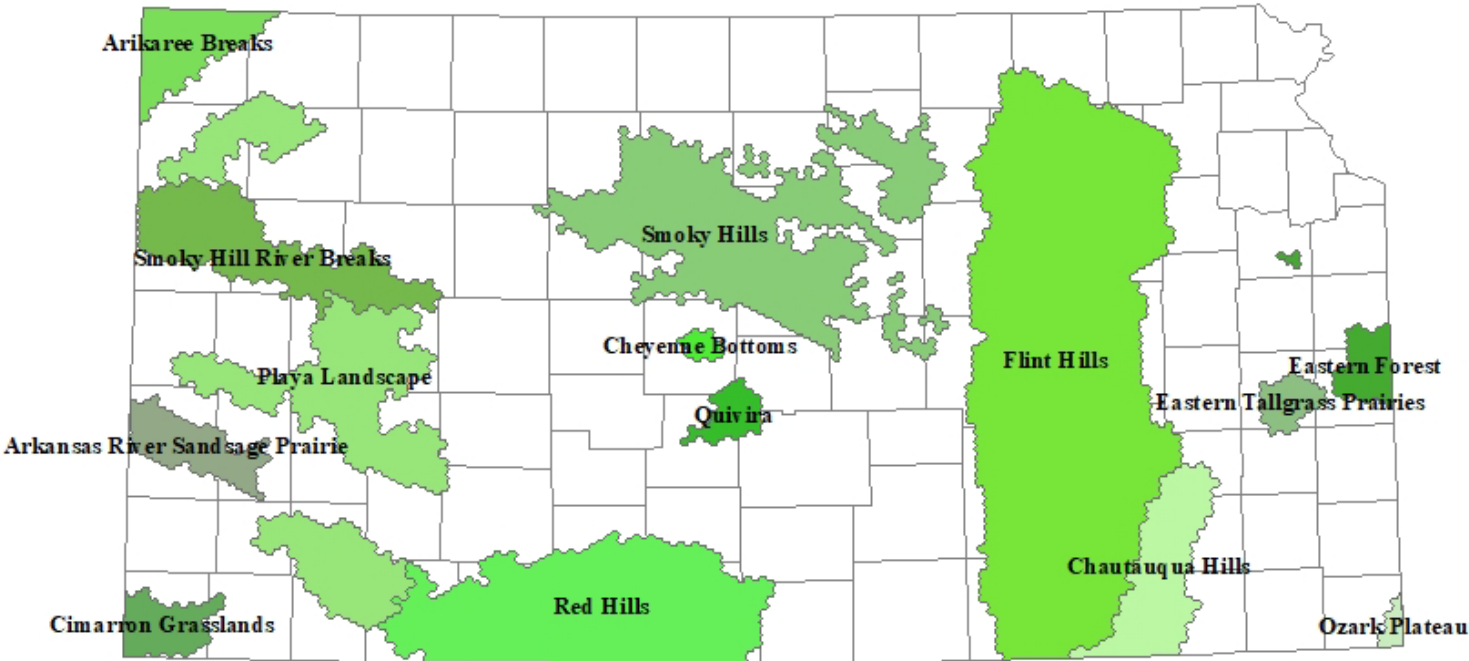 Arikaree Breaks
Smoky Hills
Smoky Hill River Breaks
Cheyenne Bottoms
Flint Hills
Eastern Forest
Playa Landscape
Eastern Tallgrass Prairies
Quivira
Arkansas River Sandsage Prairie
Chautauqua Hills
Red Hills
Cimarron Grasslands
Ozark Plateau